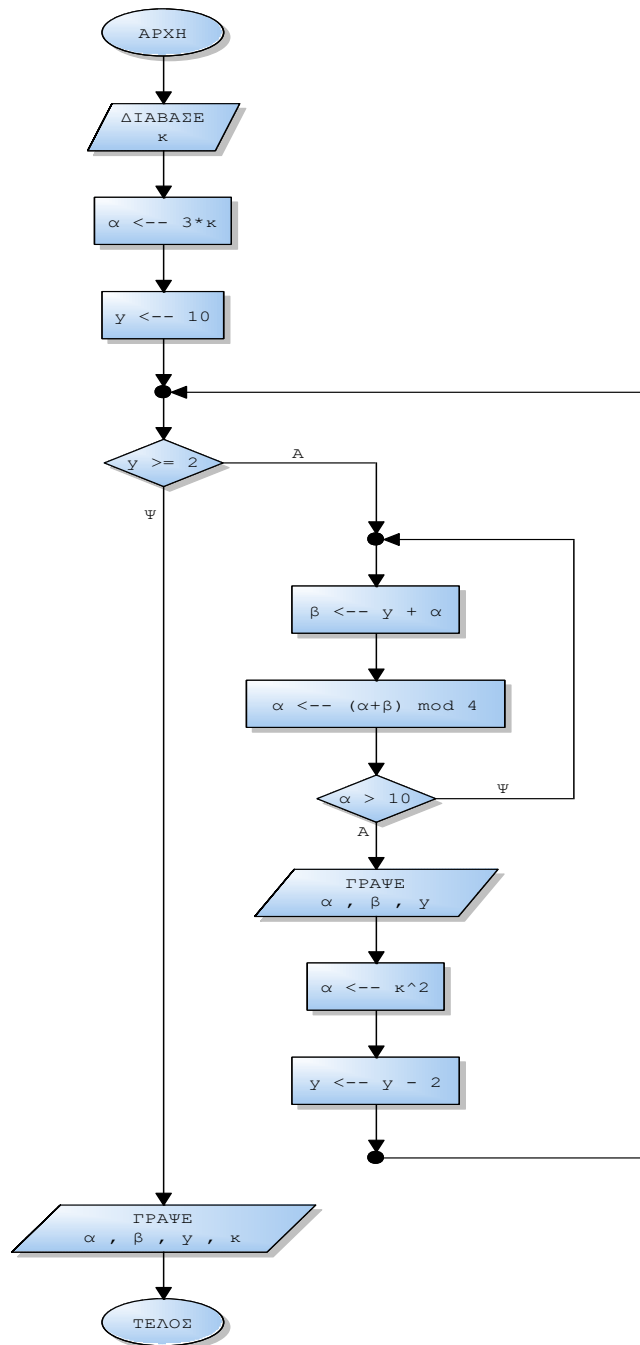 ΑΡΧΗ
ΔΙΑΒΑΣΕ
κ
α <-- 3*κ
y <-- 10
y >= 2
Α
Ψ
β <-- y + α
α <-- (α+β) mod 4
α > 10
Ψ
Α
ΓΡΑΨΕ
α , β , y
α <-- κ^2
y <-- y - 2
ΓΡΑΨΕ
α , β , y , κ
ΤΕΛΟΣ